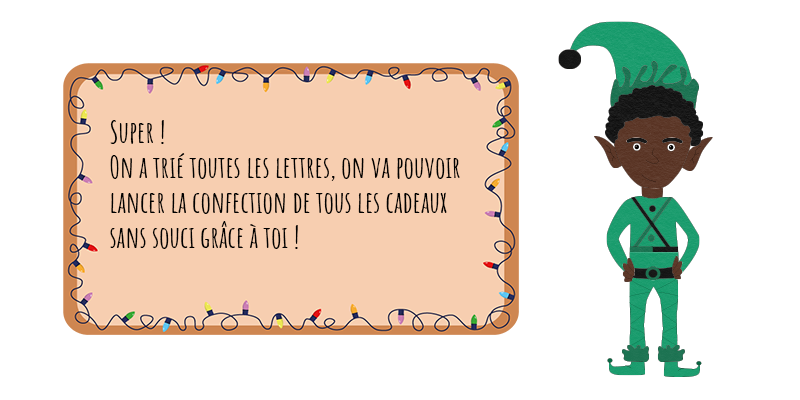 Super !
On a trié toutes les lettres, on va pouvoir
lancer la confection de tous les cadeaux
sans souci grâce à toi !